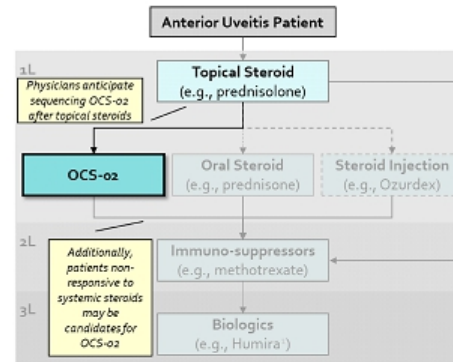 Anterior Uveitis Patient
1L
Topical Steroid
(e.g., prednisolone)
Physicians anticipate
sequencing OCS-02
after topical steroids
OCS-02
Oral Steroid
(e.g., prednisone)
Steroid Injection
(e.g., Ozurdex)
2L
Additionally,
patients non-
responsive to
systemic steroids
may be
candidates for
OCS-02
Immuno-suppressors
(e.g., methotrexate)
3L
Biologics
(e.g., Humira¹)